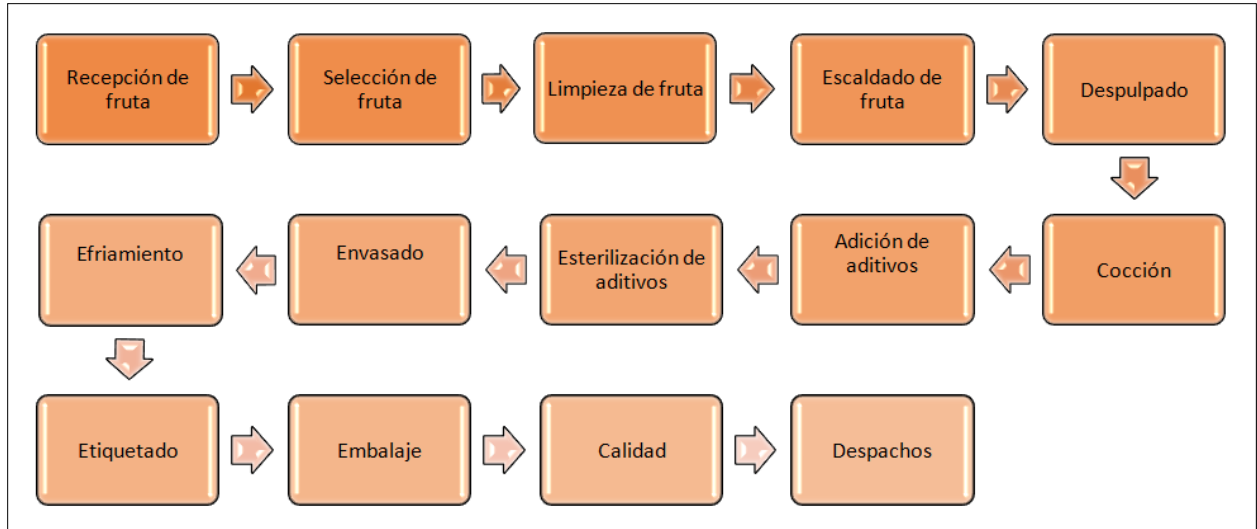 Recepción de
fruta
Selección de
fruta
Limpieza de fruta
Escaldado de
fruta
Despulpado
Cocción
Adición de
aditivos
Esterilización de
aditivos
Envasado
Efriamiento
Etiquetado
Embalaje
Calidad
Despachos